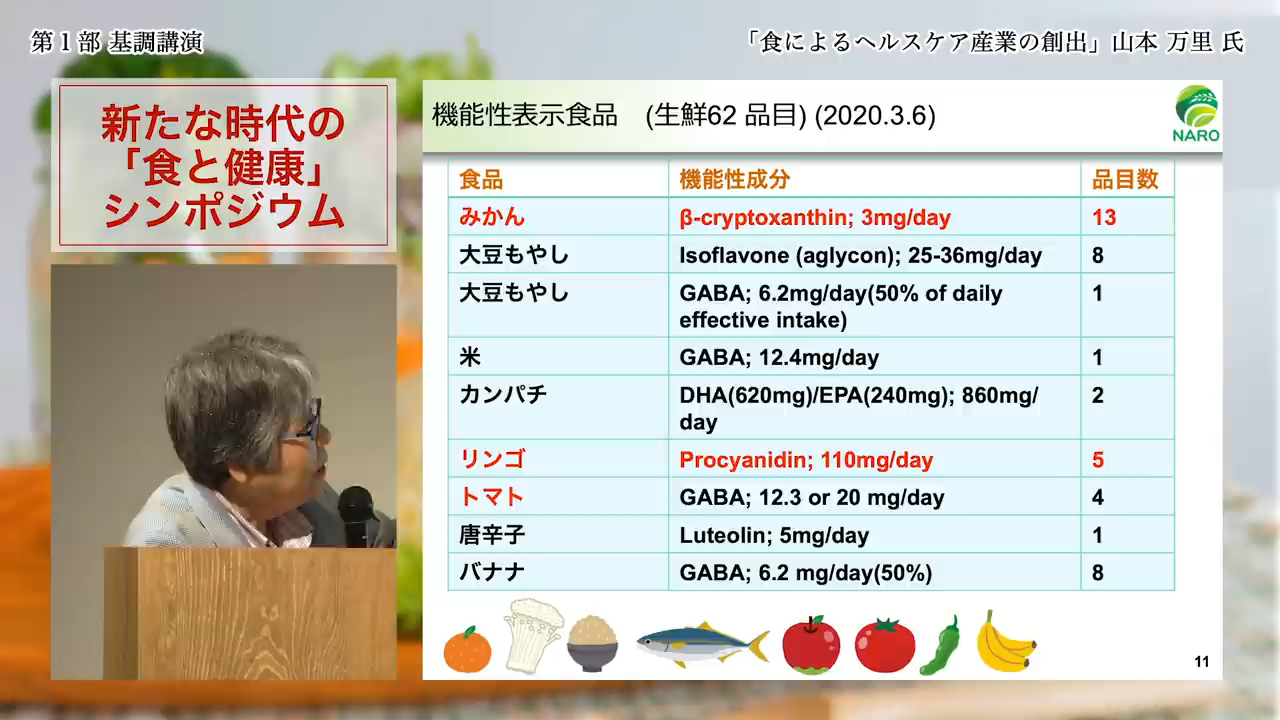 第1部 基調講演
「食によるヘルスケア産業の創出」山本 万里 氏
新たな時代の
「食と健康」
シンポジウム
機能性表示食品 (生鮮62 品目) (2020.3.6)
NARO
食品 機能性成分 品目数
みかん β-cryptoxanthin; 3mg/day 13
大豆もやし Isoflavone (aglycon); 25-36mg/day 8
大豆もやし GABA; 6.2mg/day(50% of daily
effective intake) 1
米 GABA; 12.4mg/day 1
カンパチ DHA(620mg)/EPA(240mg); 860mg/
day 2
リンゴ Procyanidin; 110mg/day 5
トマト GABA; 12.3 or 20 mg/day 4
唐辛子 Luteolin; 5mg/day 1
バナナ GABA; 6.2 mg/day(50%) 8
11